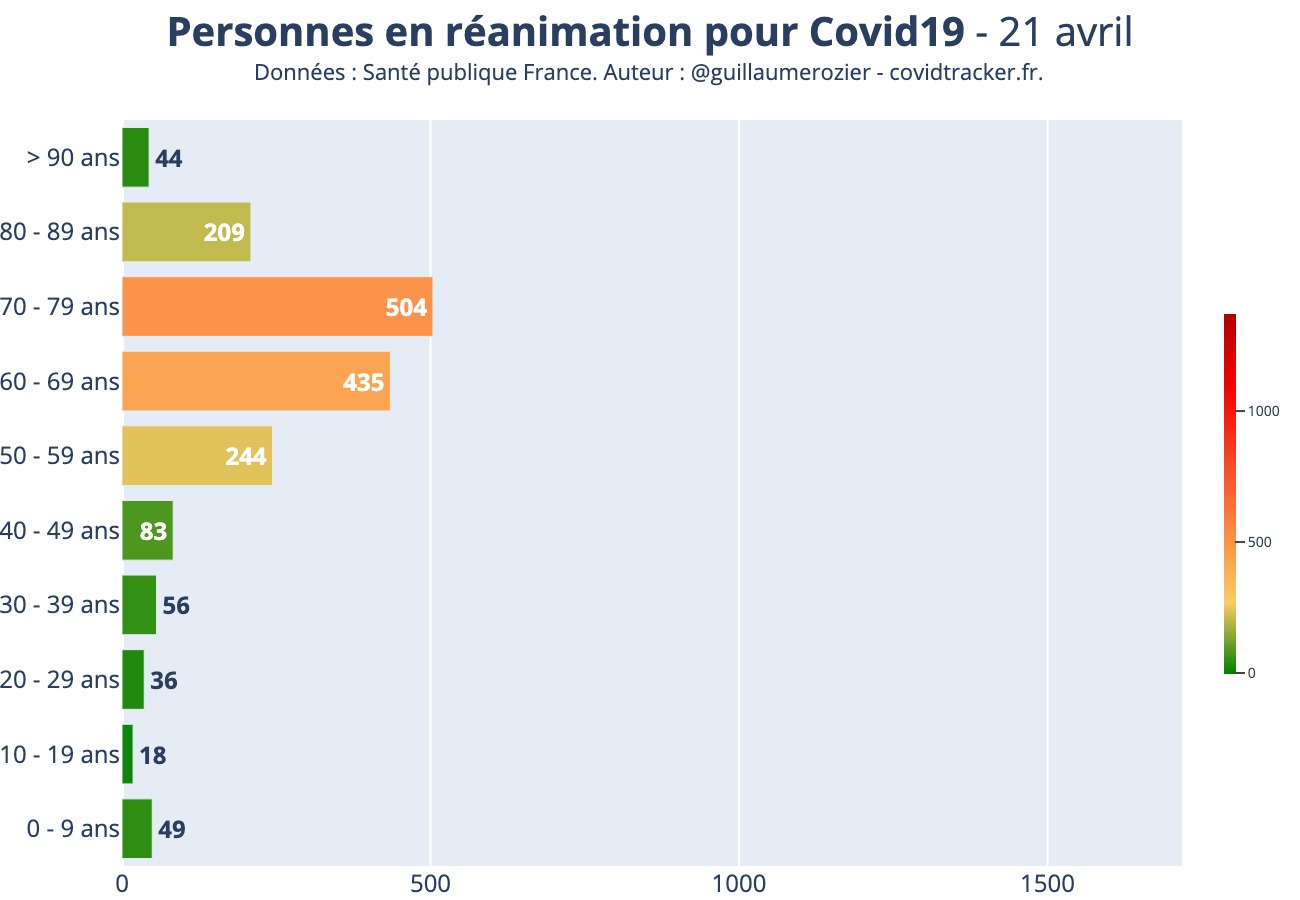 Personnes en réanimation pour Covid19 - 21 avril
Données : Santé publique France. Auteur : @guillaumerozier - covidtracker.fr.
> 90 ans 44
80 - 89 ans 209
70 - 79 ans 504
60 - 69 ans 435
50 - 59 ans 244
40 - 49 ans 83
30 - 39 ans 56
20 - 29 ans 36
10 - 19 ans 18
0 - 9 ans 49
0 500 1000 1500
1000
500
0